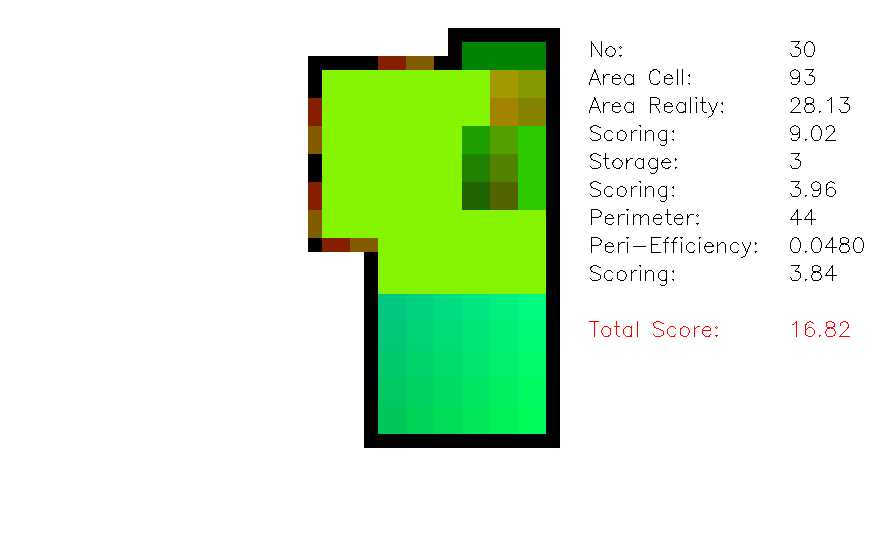 No: 30
Area Cell: 93
Area Reality: 28.13
Scoring: 9.02
Storage: 3
Scoring: 3.96
Perimeter: 44
Peri-Efficiency: 0.0480
Scoring: 3.84
Total Score: 16.82